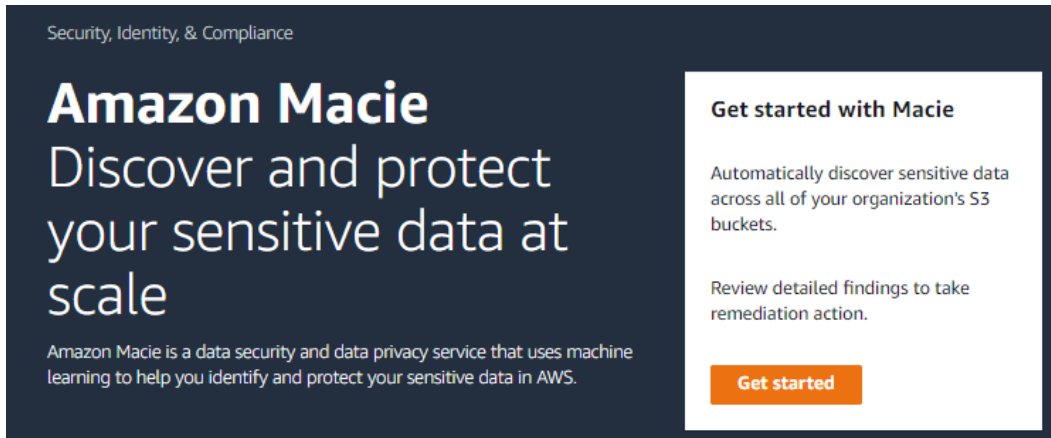 Security, Identity, & Compliance
Amazon Macie
Discover and protect
your sensitive data at
scale
Amazon Macie is a data security and data privacy service that uses machine
learning to help you identify and protect your sensitive data in AWS.
Get started with Macie
Automatically discover sensitive data
across all of your organization's S3
buckets.
Review detailed findings to take
remediation action.
Get started